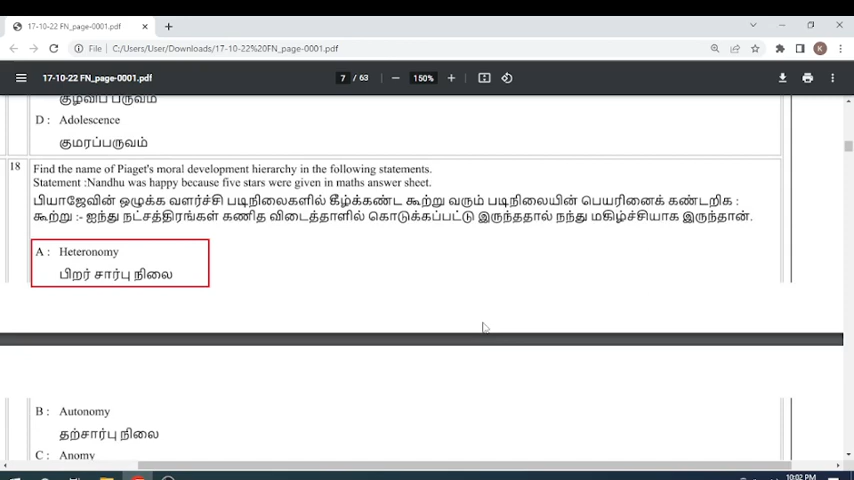 17-10-22 FN_page-0001.pdf
File | C:/Users/User/Downloads/17-10-22%20FN_page-0001.pdf
K
17-10-22 FN_page-0001.pdf
7 / 63
150%
குழவிப் பருவம்
D : Adolescence
குமரப்பருவம்
18
Find the name of Piaget's moral development hierarchy in the following statements.
Statement :Nandhu was happy because five stars were given in maths answer sheet.
பியாஜேவின் ஒழுக்க வளர்ச்சி படிநிலைகளில் கீழ்க்கண்ட கூற்று வரும் படிநிலையின் பெயரினைக் கண்டறிக :
கூற்று :- ஐந்து நட்சத்திரங்கள் கணித விடைத்தாளில் கொடுக்கப்பட்டு இருந்ததால் நந்து மகிழ்ச்சியாக இருந்தான்.
A : Heteronomy
பிறர் சார்பு நிலை
B : Autonomy
தற்சார்பு நிலை
C : Anomy
10:02 PM